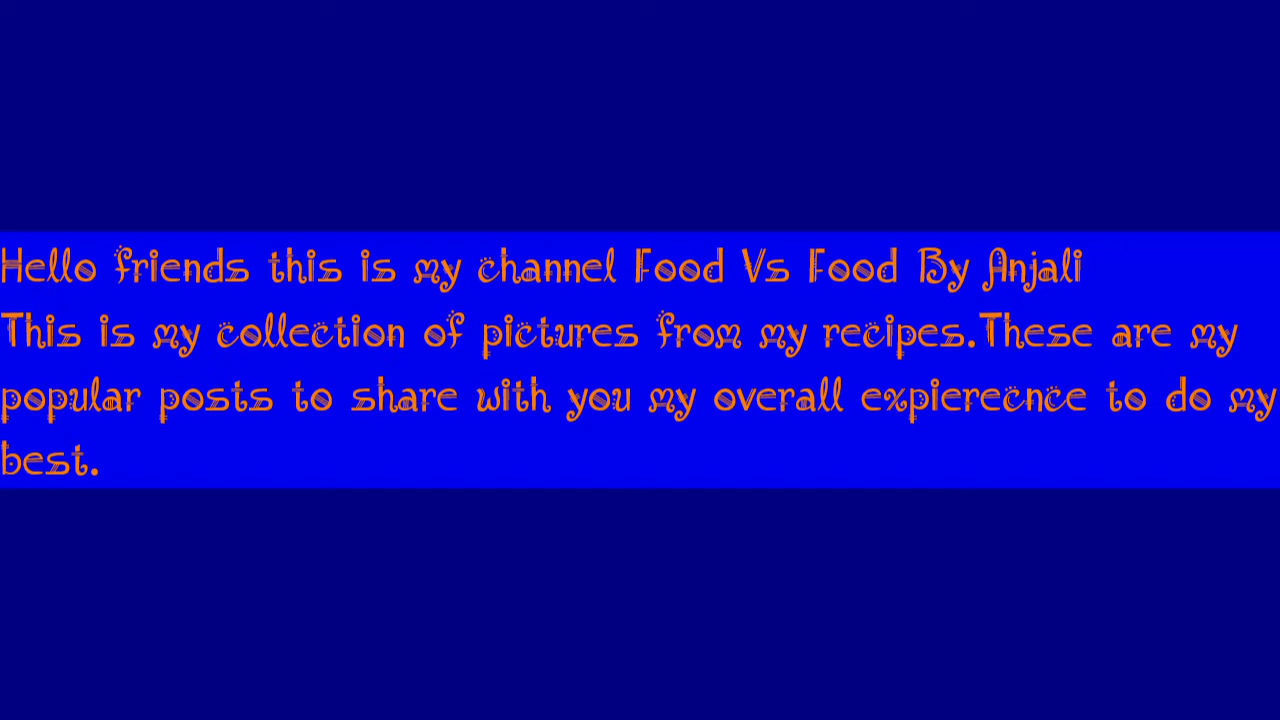 Hello friends this is my channel Food Vs Food By Anjali
This is my collection of pictures from my recipes.These are my
popular posts to share with you my overall expierecnce to do my
best.